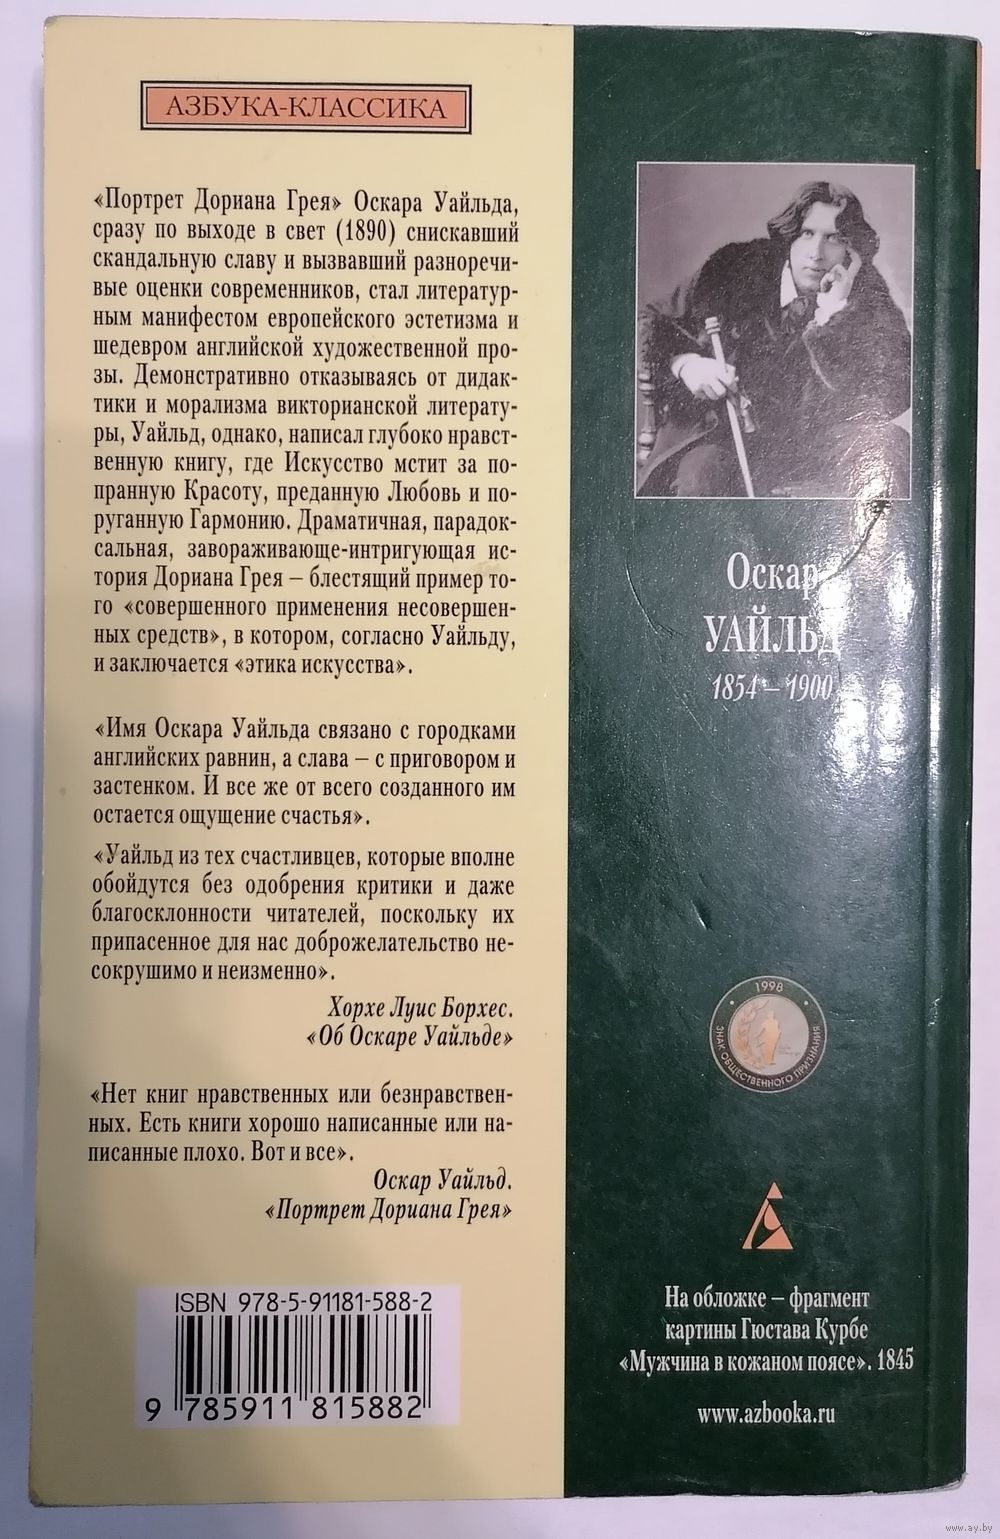 АЗБУКА-КЛАССИКА
«Портрет Дориана Грея» Оскара Уайльда,
сразу по выходе в свет (1890) снискавший
скандальную славу и вызвавший разноречи-
вые оценки современников, стал литератур-
ным манифестом европейского эстетизма и
шедевром английской художественной про-
зы. Демонстративно отказываясь от дидак-
тики и морализма викторианской литерату-
ры, Уайльд, однако, написал глубоко нравст-
венную книгу, где Искусство мстит за по-
пранную Красоту, преданную Любовь и по-
руганную Гармонию. Драматичная, парадок-
сальная, завораживающе-интригующая ис-
тория Дориана Грея – блестящий пример то-
го «совершенного применения несовершен-
ных средств», в котором, согласно Уайльду,
и заключается «этика искусства».
«Имя Оскара Уайльда связано с городками
английских равнин, а слава – с приговором и
застенком. И все же от всего созданного им
остается ощущение счастья».
«Уайльд из тех счастливцев, которые вполне
обойдутся без одобрения критики и даже
благосклонности читателей, поскольку их
припасенное для нас доброжелательство не-
сокрушимо и неизменно».
Хорхе Луис Борхес.
«Об Оскаре Уайльде»
«Нет книг нравственных или безнравствен-
ных. Есть книги хорошо написанные или на-
писанные плохо. Вот и все».
Оскар Уайльд.
«Портрет Дориана Грея»
ISBN 978-5-91181-588-2
9 785911 815882
Оскар
УАЙЛЬД
1854 – 1900
1998
ЗНАК ОБЩЕСТВЕННОГО ПРИЗНАНИЯ
На обложке – фрагмент
картины Гюстава Курбе
«Мужчина в кожаном поясе». 1845
www.azbooka.ru
www.ay.by